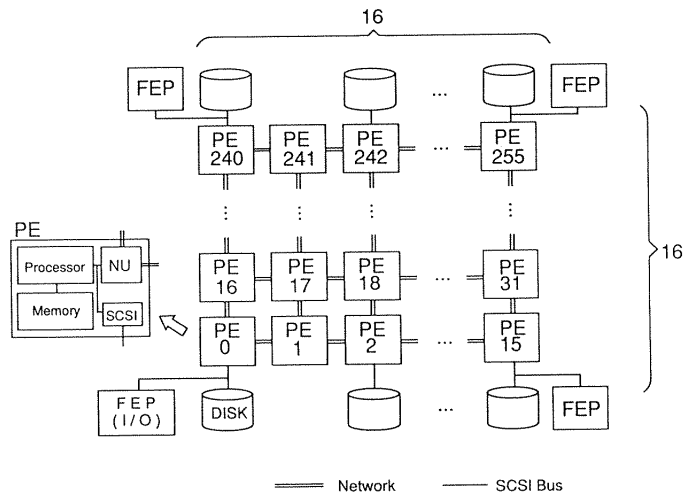 16
FEP
FEP
...
PE
240
PE
241
PE
242
...
PE
255
...
...
...
...
16
PE
Processor
NU
Memory
SCSI
PE
16
PE
17
PE
18
...
PE
31
PE
0
PE
1
PE
2
...
PE
15
FEP
(I/O)
DISK
...
FEP
Network
SCSI Bus